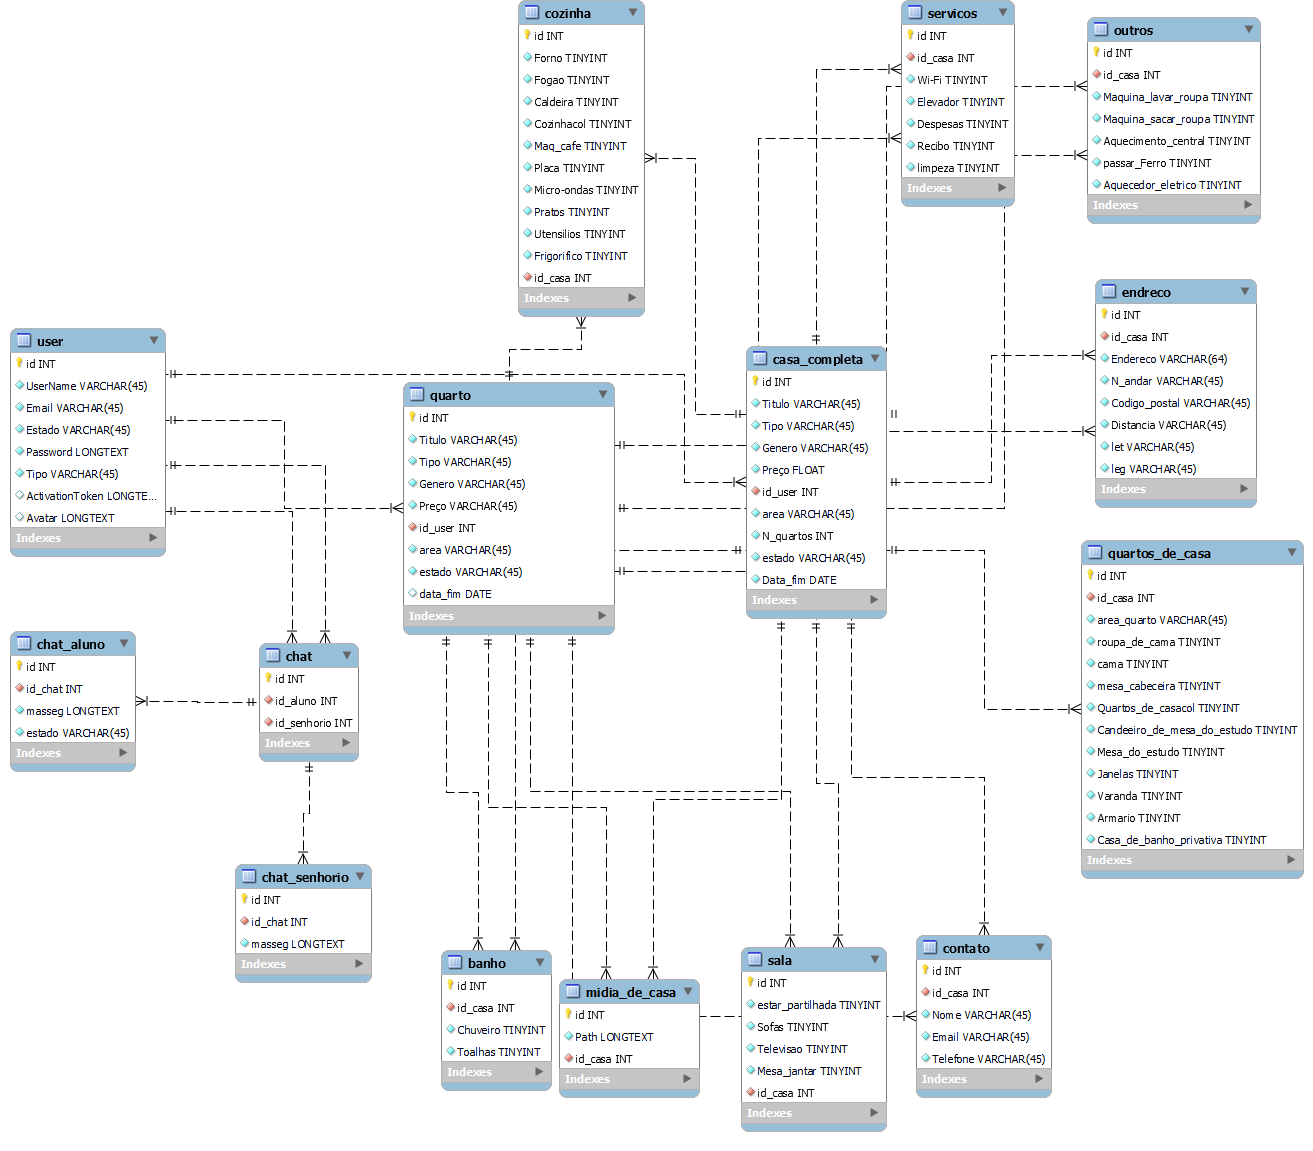 cozinha
id INT
Forno TINYINT
Fogao TINYINT
Caldeira TINYINT
Cozinhacol TINYINT
Maq_cafe TINYINT
Placa TINYINT
Micro-ondas TINYINT
Pratos TINYINT
Utensilios TINYINT
Frigorifico TINYINT
id_casa INT
Indexes
servicos
id INT
id_casa INT
Wi-Fi TINYINT
Elevador TINYINT
Despesas TINYINT
Recibo TINYINT
limpeza TINYINT
Indexes
outros
id INT
id_casa INT
Maquina_lavar_roupa TINYINT
Maquina_sacar_roupa TINYINT
Aquecimento_central TINYINT
passar_Ferro TINYINT
Aquecedor_eletrico TINYINT
Indexes
endreco
id INT
id_casa INT
Endereco VARCHAR(64)
N_andar VARCHAR(45)
Codigo_postal VARCHAR(45)
Distancia VARCHAR(45)
let VARCHAR(45)
leg VARCHAR(45)
Indexes
user
id INT
UserName VARCHAR(45)
Email VARCHAR(45)
Estado VARCHAR(45)
Password LONGTEXT
Tipo VARCHAR(45)
ActivationToken LONGTE...
Avatar LONGTEXT
Indexes
quarto
id INT
Titulo VARCHAR(45)
Tipo VARCHAR(45)
Genero VARCHAR(45)
Preço VARCHAR(45)
id_user INT
area VARCHAR(45)
estado VARCHAR(45)
data_fim DATE
Indexes
casa_completa
id INT
Titulo VARCHAR(45)
Tipo VARCHAR(45)
Genero VARCHAR(45)
Preço FLOAT
id_user INT
area VARCHAR(45)
N_quartos INT
estado VARCHAR(45)
Data_fim DATE
Indexes
quartos_de_casa
id INT
id_casa INT
area_quarto VARCHAR(45)
roupa_de_cama TINYINT
cama TINYINT
mesa_cabeceira TINYINT
Quartos_de_casacol TINYINT
Candeeiro_de_mesa_do_estudo TINYINT
Mesa_do_estudo TINYINT
Janelas TINYINT
Varanda TINYINT
Armario TINYINT
Casa_de_banho_privativa TINYINT
Indexes
chat_aluno
id INT
id_chat INT
masseg LONGTEXT
estado VARCHAR(45)
Indexes
chat
id INT
id_aluno INT
id_senhorio INT
Indexes
chat_senhorio
id INT
id_chat INT
masseg LONGTEXT
Indexes
banho
id INT
id_casa INT
Chuveiro TINYINT
Toalhas TINYINT
Indexes
midia_de_casa
id INT
Path LONGTEXT
id_casa INT
Indexes
sala
id INT
estar_partilhada TINYINT
Sofas TINYINT
Televisao TINYINT
Mesa_jantar TINYINT
id_casa INT
Indexes
contato
id INT
id_casa INT
Nome VARCHAR(45)
Email VARCHAR(45)
Telefone VARCHAR(45)
Indexes